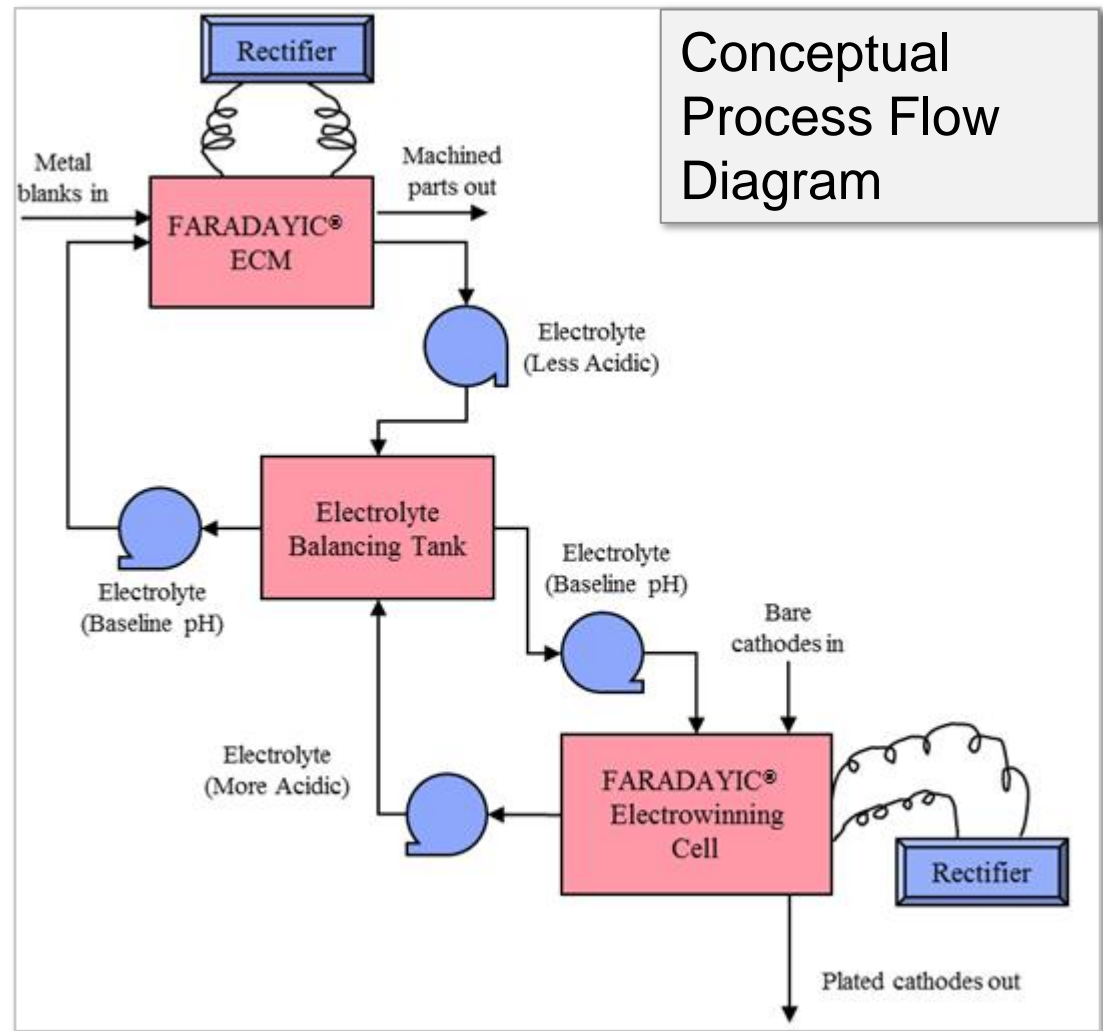 Conceptual
Process Flow
Diagram
Rectifier
Metal
blanks in
Machined
parts out
FARADAYIC®
ECM
Electrolyte
(Less Acidic)
Electrolyte
Balancing Tank
Electrolyte
(Baseline pH)
Electrolyte
(Baseline pH)
Bare
cathodes in
Electrolyte
(More Acidic)
FARADAYIC®
Electrowinning
Cell
Rectifier
Plated cathodes out